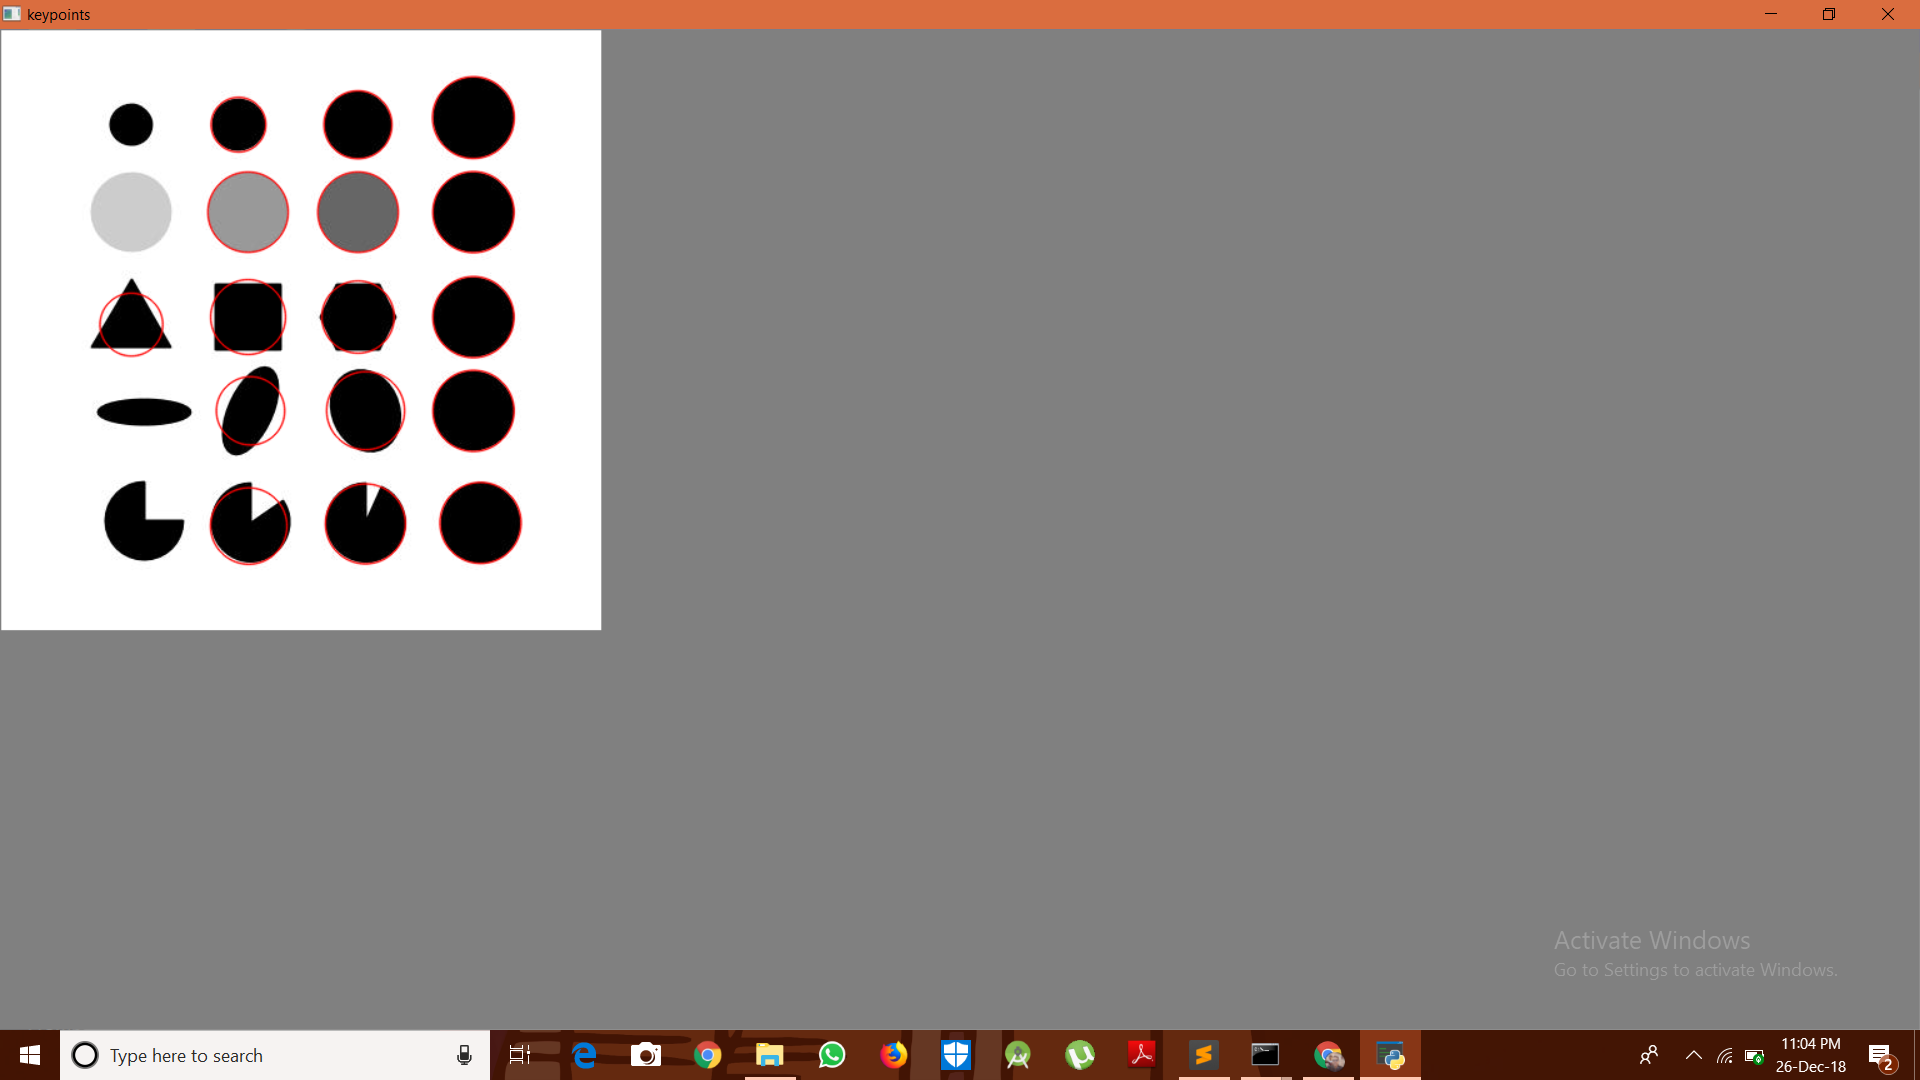 keypoints
Activate Windows
Go to Settings to activate Windows.
Type here to search
11:04 PM
26-Dec-18
2